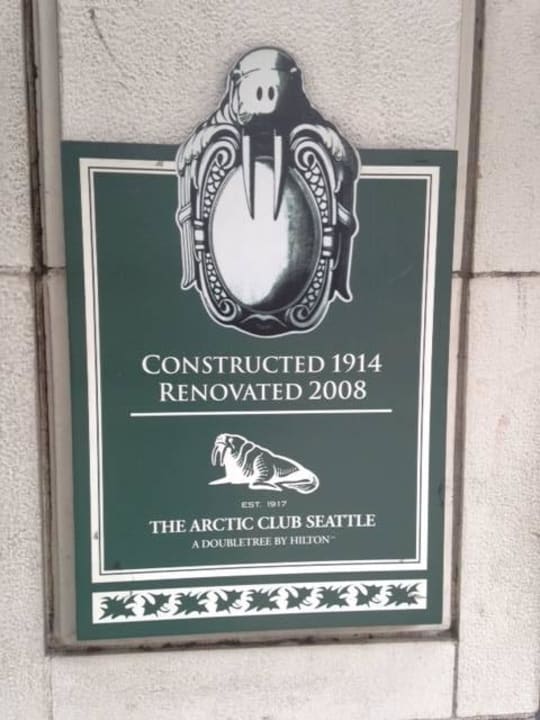 CONSTRUCTED 1914
RENOVATED 2008
EST. 1917
THE ARCTIC CLUB SEATTLE
A DOUBLETREE BY HILTON™